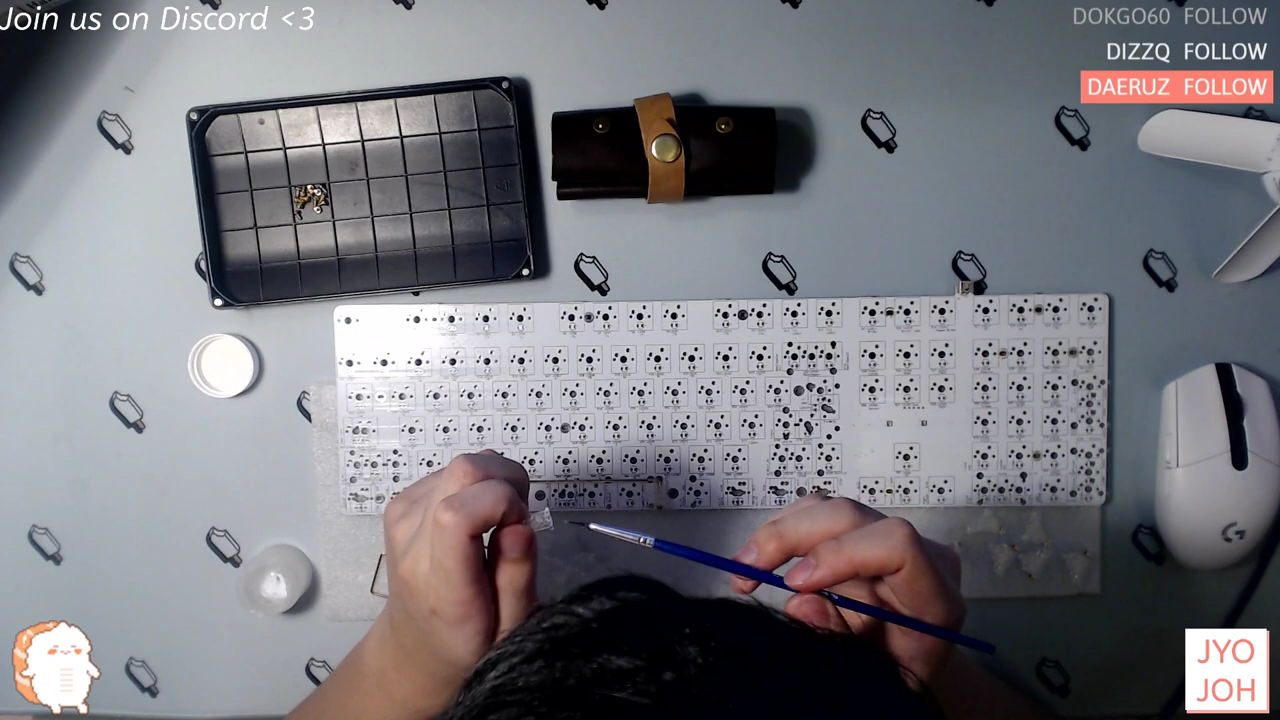 Join us on Discord <3
DOKGO60 FOLLOW
DIZZQ FOLLOW
DAERUZ FOLLOW
JYO
JOH